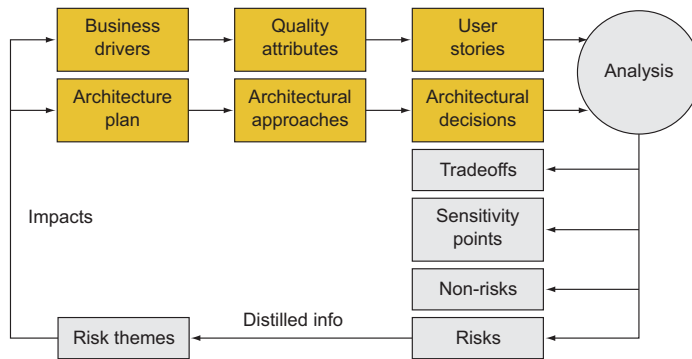 Business
drivers
Quality
attributes
User
stories
Analysis
Architecture
plan
Architectural
approaches
Architectural
decisions
Tradeoffs
Impacts
Sensitivity
points
Non-risks
Distilled info
Risk themes
Risks